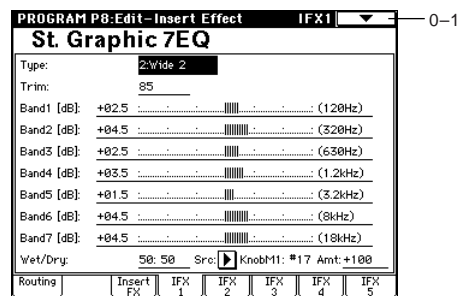 PROGRAM P8:Edit-Insert Effect IFX1 0-1
St. Graphic 7EQ
Type: 2:Wide 2
Trim: 85
Band1 [dB]: +02.5 (120Hz)
Band2 [dB]: +04.5 (320Hz)
Band3 [dB]: +02.5 (630Hz)
Band4 [dB]: +03.5 (1.2kHz)
Band5 [dB]: +01.5 (3.2kHz)
Band6 [dB]: +04.5 (8kHz)
Band7 [dB]: +04.5 (18kHz)
Wet/Dry: 50: 50 Src: KnobM1: #17 Amt: +100
Routing Insert FX IFX 1 IFX 2 IFX 3 IFX 4 IFX 5